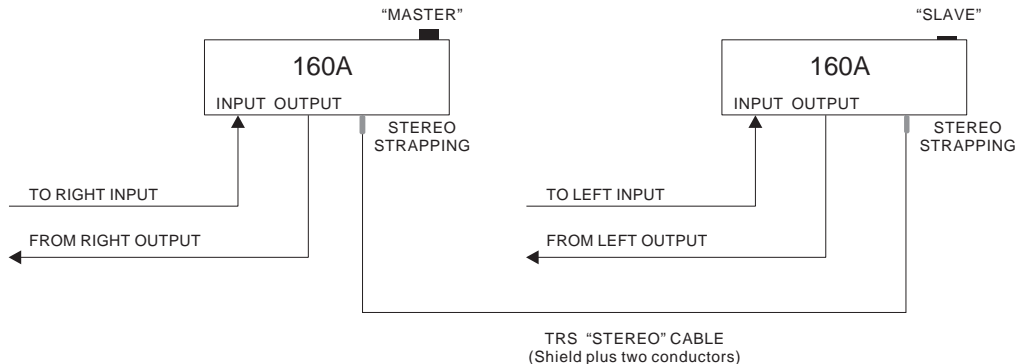 “MASTER”
160A
INPUT OUTPUT
STEREO
STRAPPING
TO RIGHT INPUT
FROM RIGHT OUTPUT
“SLAVE”
160A
INPUT OUTPUT
STEREO
STRAPPING
TO LEFT INPUT
FROM LEFT OUTPUT
TRS “STEREO” CABLE
(Shield plus two conductors)